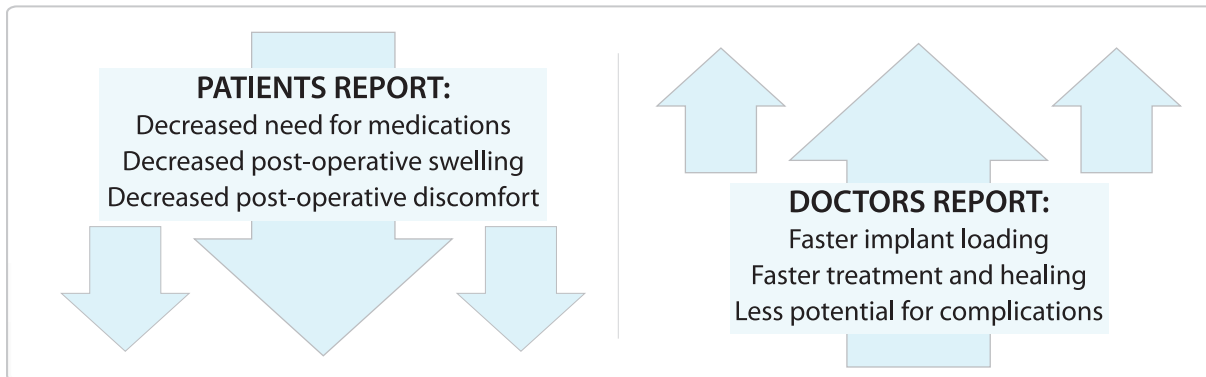 PATIENTS REPORT:
Decreased need for medications
Decreased post-operative swelling
Decreased post-operative discomfort
DOCTORS REPORT:
Faster implant loading
Faster treatment and healing
Less potential for complications